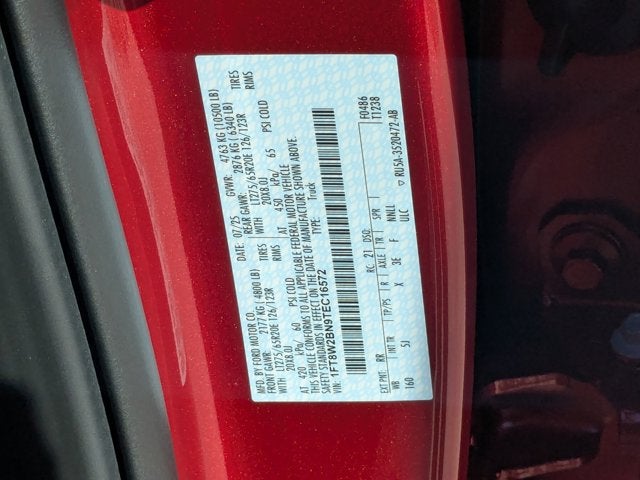 MFD. BY FORD MOTOR CO.
DATE: 07/25 GVWR: 4763 KG (10500 LB)
FRONT GAWR: 2177 KG (4800 LB) REAR GAWR: 2876 KG (6340 LB)
WITH LT275/65R20E 126/123R TIRES WITH LT275/65R20E 126/123R TIRES
20X8.0J RIMS 20X8.0J RIMS
AT 420 kPa/ 60 PSI COLD AT 450 kPa/ 65 PSI COLD
THIS VEHICLE CONFORMS TO ALL APPLICABLE FEDERAL MOTOR VEHICLE
SAFETY STANDARDS IN EFFECT ON THE DATE OF MANUFACTURE SHOWN ABOVE.
VIN: 1FT8W2BN9TEC16572 TYPE: Truck
F0486
T1238
EXT PNT: RR RC: 21 DSO:
WB INTTR TP/PS R AXLE TR SPR
160 5J X 3E F NNLL
ULC
▽ RU5A-3520472-AB